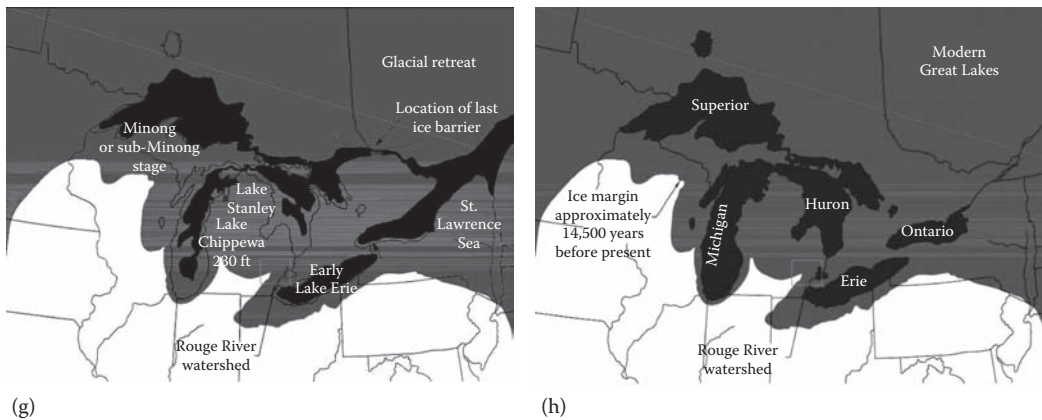 Glacial retreat
Location of last
ice barrier
Minong
or sub-Minong
stage
Lake
Stanley
Lake
Chippewa
230 ft
St.
Lawrence
Sea
Early
Lake Erie
Rouge River
watershed
(g)
Modern
Great Lakes
Superior
Ice margin
approximately
14,500 years
before present
Michigan
Huron
Ontario
Erie
Rouge River
watershed
(h)